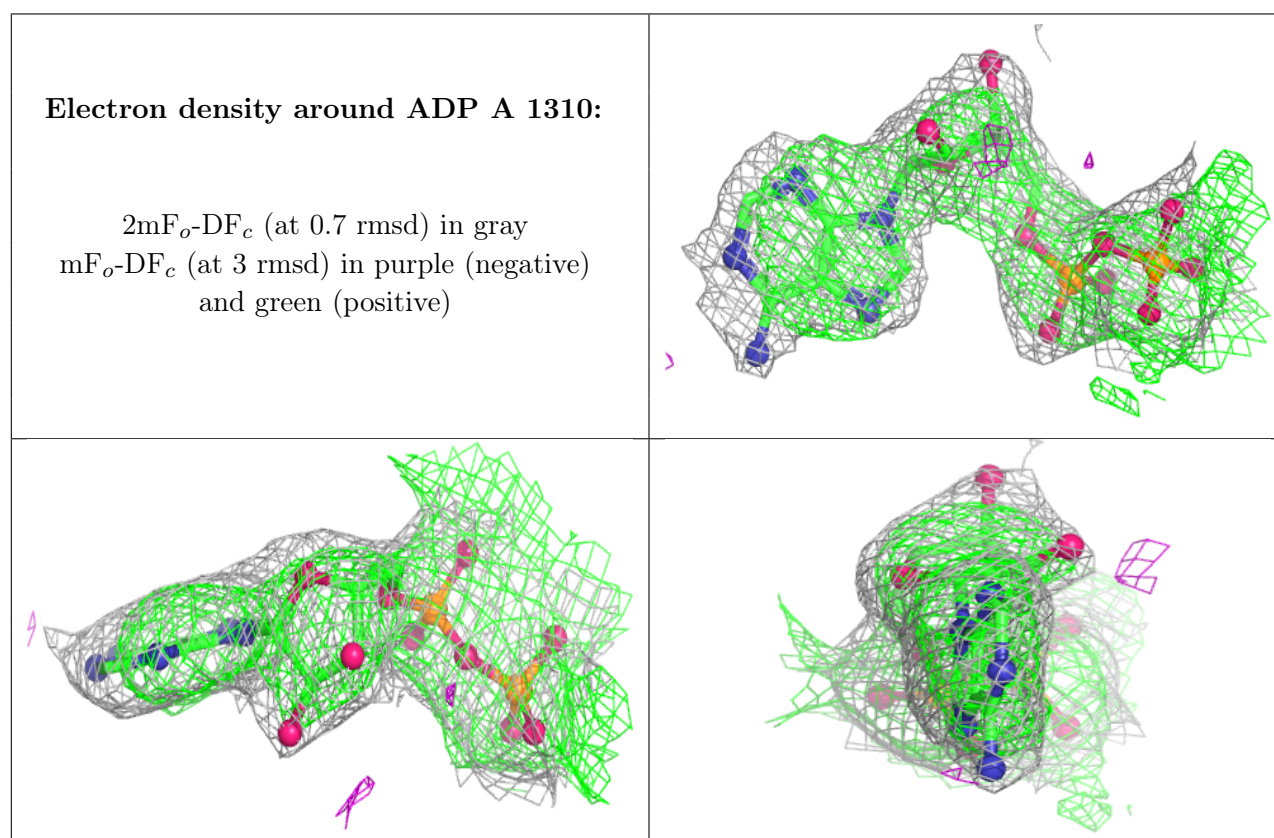 Electron density around ADP A 1310:
2mFo-DFc (at 0.7 rmsd) in gray
mFo-DFc (at 3 rmsd) in purple (negative)
and green (positive)